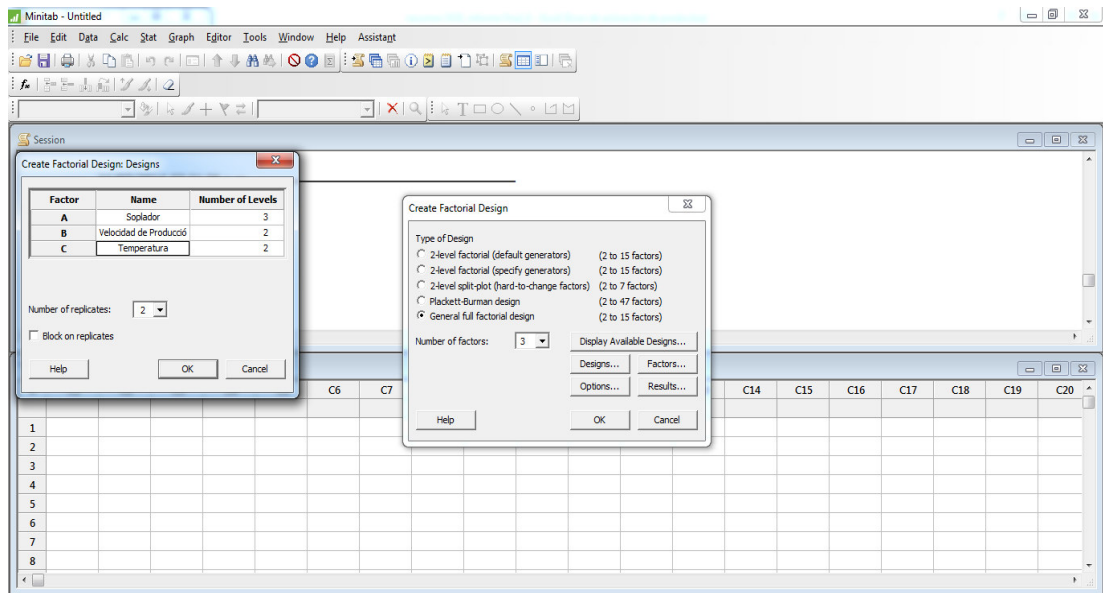 Minitab - Untitled
File Edit Data Calc Stat Graph Editor Tools Window Help Assistant
Session
Create Factorial Design: Designs
Factor Name Number of Levels
A Soplador 3
B Velocidad de Producció 2
C Temperatura 2
Number of replicates: 2
Block on replicates
Help OK Cancel
Create Factorial Design
Type of Design
2-level factorial (default generators) (2 to 15 factors)
2-level factorial (specify generators) (2 to 15 factors)
2-level split-plot (hard-to-change factors) (2 to 7 factors)
Plackett-Burman design (2 to 47 factors)
General full factorial design (2 to 15 factors)
Number of factors: 3 Display Available Designs...
Designs... Factors...
Options... Results...
Help OK Cancel
C6 C7 C14 C15 C16 C17 C18 C19 C20
1
2
3
4
5
6
7
8